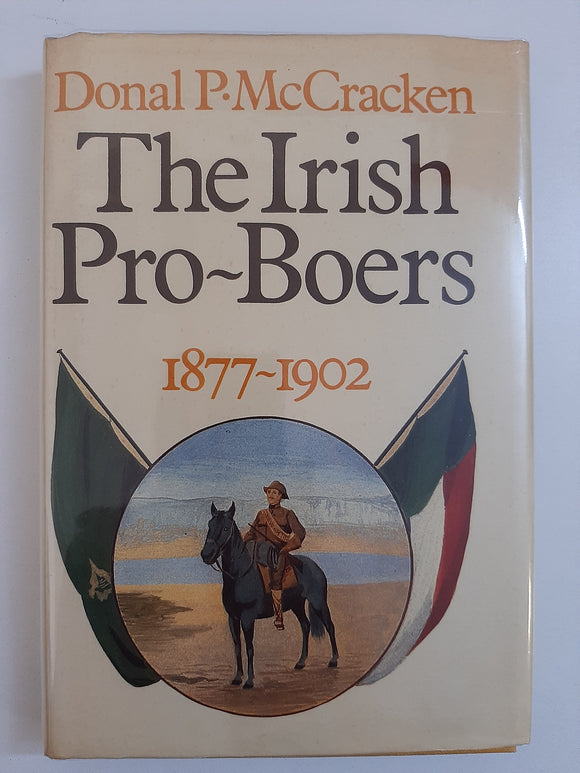 Donal P. McCracken
The Irish
Pro~Boers
1877~1902